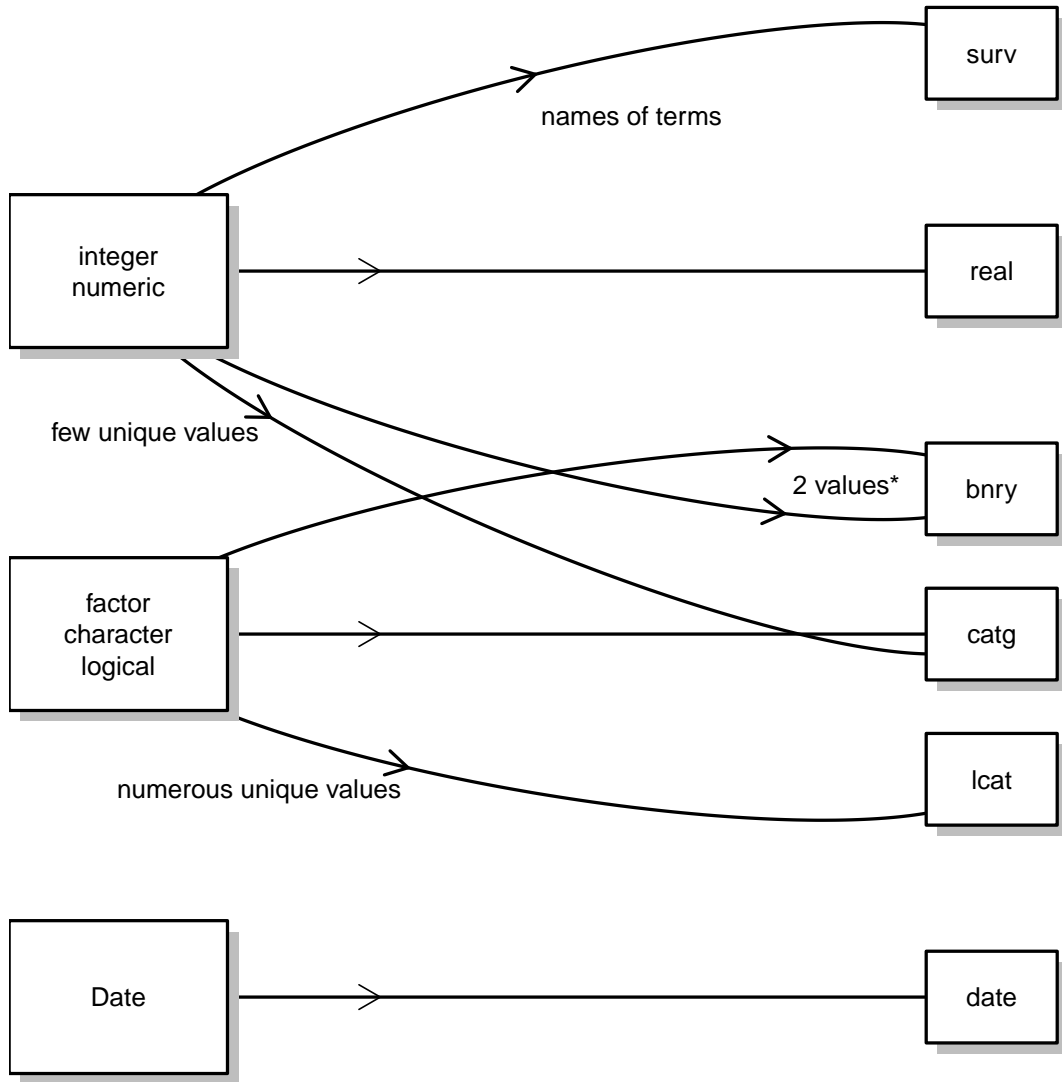 surv
names of terms
integer
numeric
real
few unique values
2 values*
bnry
factor
character
logical
catg
numerous unique values
lcat
Date
date